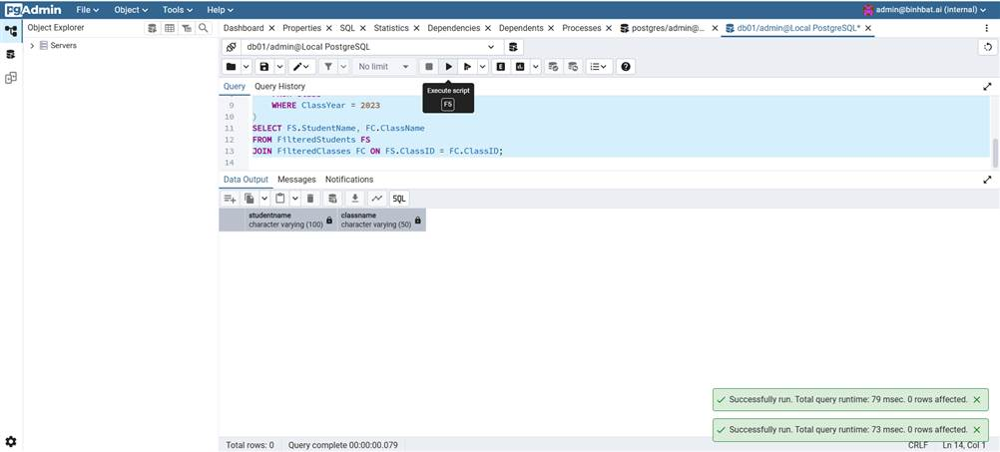 PgAdmin File Object Tools Help admin@binhbat.ai (internal)
Object Explorer
Dashboard Properties SQL Statistics Dependencies Dependents Processes postgres/admin@... db01/admin@Local PostgreSQL*
Servers
db01/admin@Local PostgreSQL
No limit E
Query Query History
Execute script
F5
9 WHERE ClassYear = 2023
10 )
11 SELECT FS.StudentName, FC.ClassName
12 FROM FilteredStudents FS
13 JOIN FilteredClasses FC ON FS.ClassID = FC.ClassID;
14
Data Output Messages Notifications
SQL
studentname
character varying (100)
classname
character varying (50)
Successfully run. Total query runtime: 79 msec. 0 rows affected.
Successfully run. Total query runtime: 73 msec. 0 rows affected.
Total rows: 0 Query complete 00:00:00.079 CRLF Ln 14, Col 1